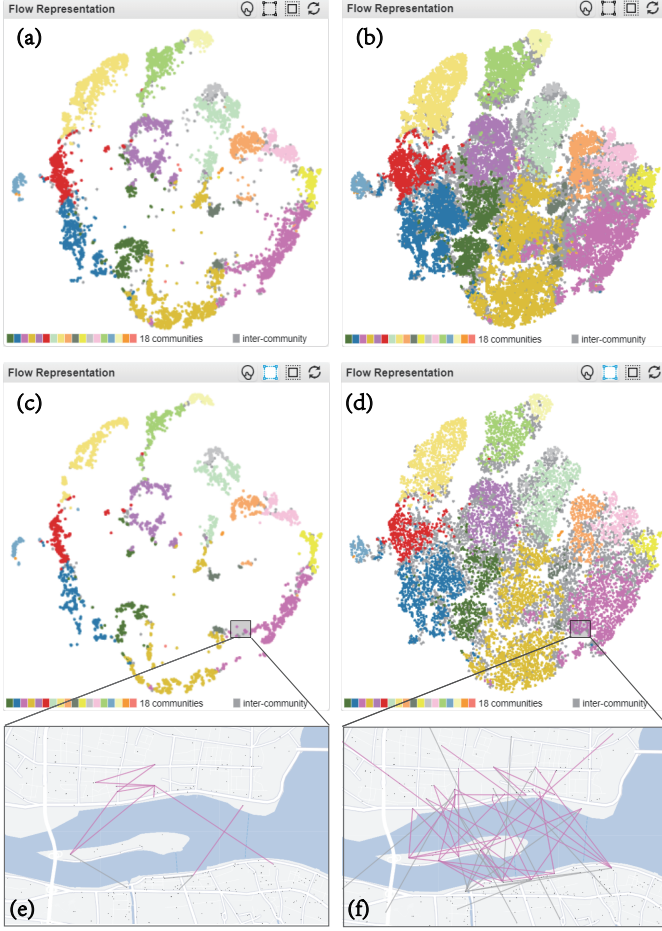 Flow Representation
(a)
18 communities
inter-community
Flow Representation
(b)
18 communities
inter-community
Flow Representation
(c)
18 communities
inter-community
Flow Representation
(d)
18 communities
inter-community
(e)
(f)